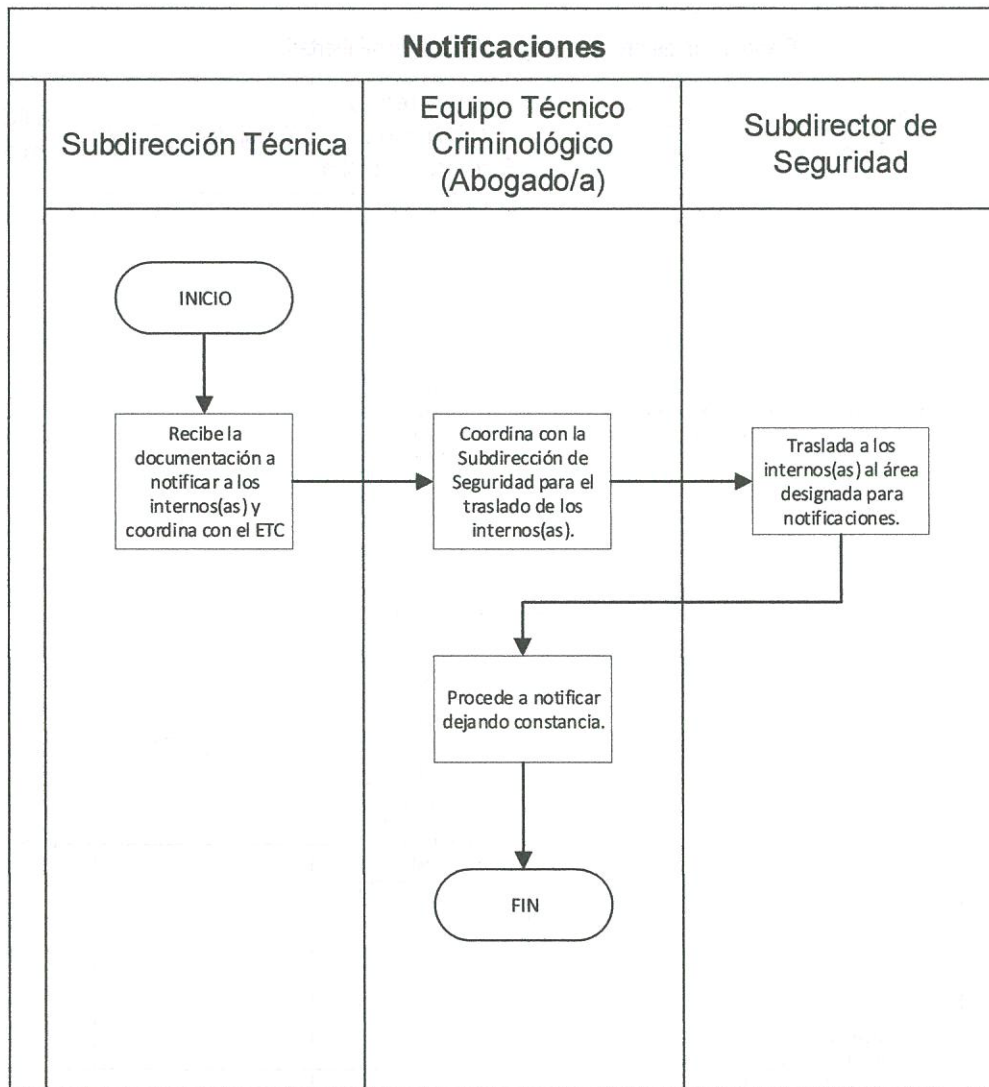 Notificaciones
Subdirección Técnica
Equipo Técnico
Criminológico
(Abogado/a)
Subdirector de
Seguridad
INICIO
Recibe la
documentación a
notificar a los
internos(as) y
coordina con el ETC
Coordina con la
Subdirección de
Seguridad para el
traslado de los
internos(as).
Traslada a los
internos(as) al área
designada para
notificaciones.
Procede a notificar
dejando constancia.
FIN